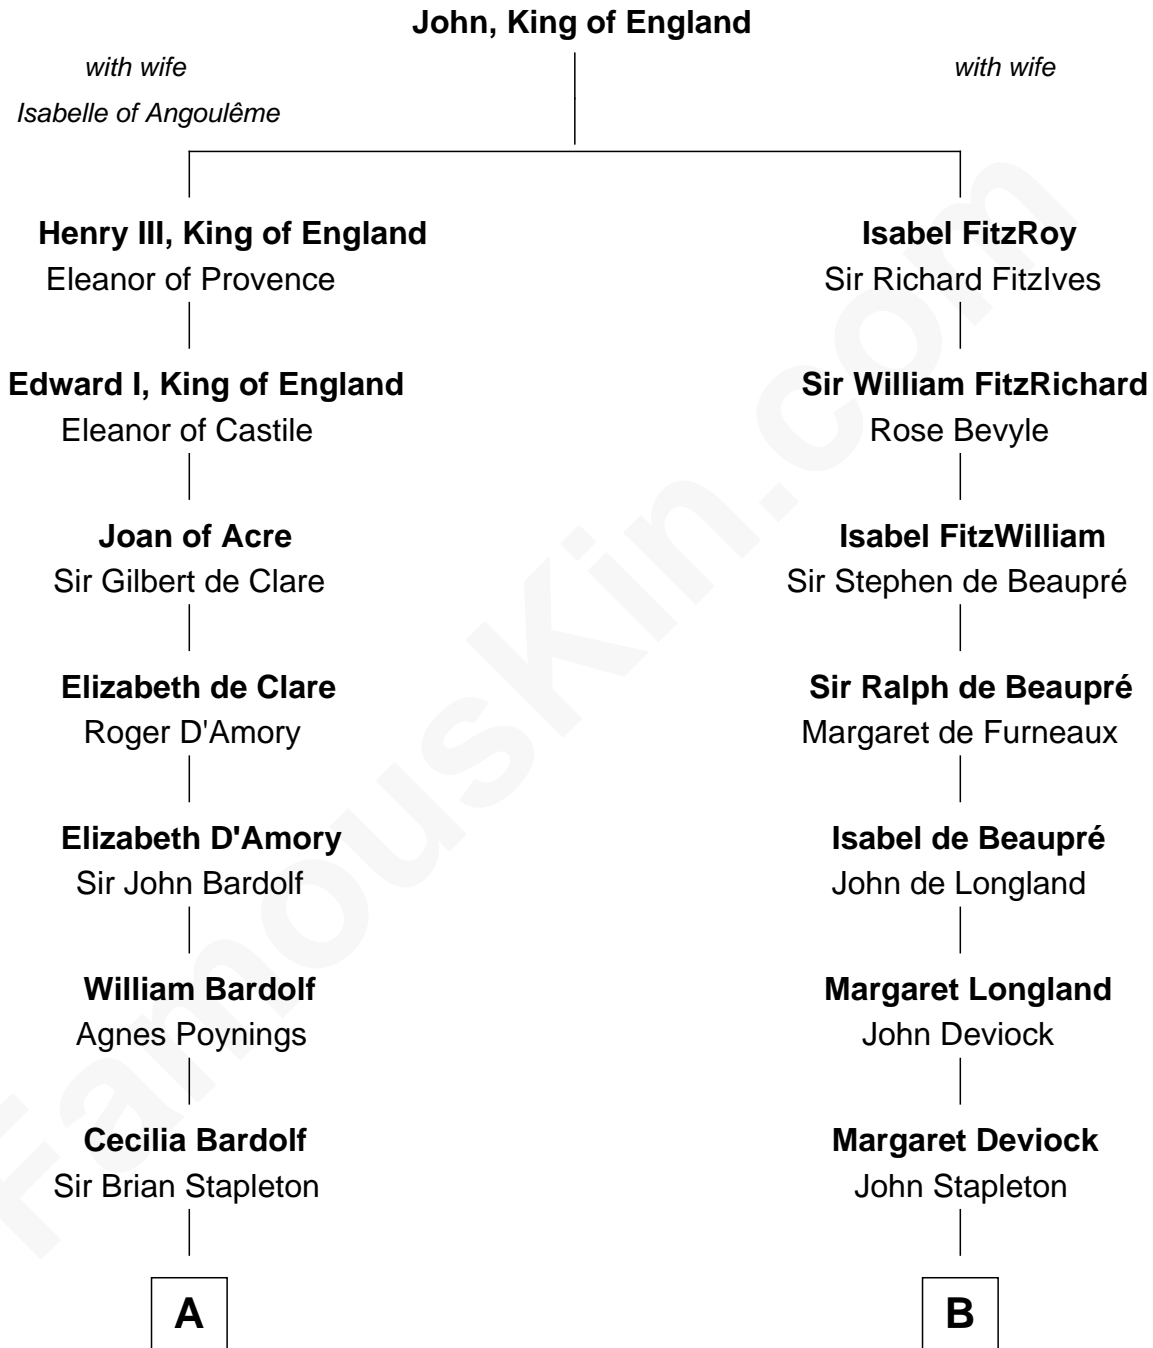 John, King of England
with wife
Isabelle of Angoulême
with wife
Henry III, King of England
Eleanor of Provence
Isabel FitzRoy
Sir Richard FitzIves
Edward I, King of England
Eleanor of Castile
Sir William FitzRichard
Rose Bevyle
Joan of Acre
Sir Gilbert de Clare
Isabel FitzWilliam
Sir Stephen de Beaupré
Elizabeth de Clare
Roger D'Amory
Sir Ralph de Beaupré
Margaret de Furneaux
Elizabeth D'Amory
Sir John Bardolf
Isabel de Beaupré
John de Longland
William Bardolf
Agnes Poynings
Margaret Longland
John Deviock
Cecilia Bardolf
Sir Brian Stapleton
Margaret Deviock
John Stapleton
A
B
FamousKin.com